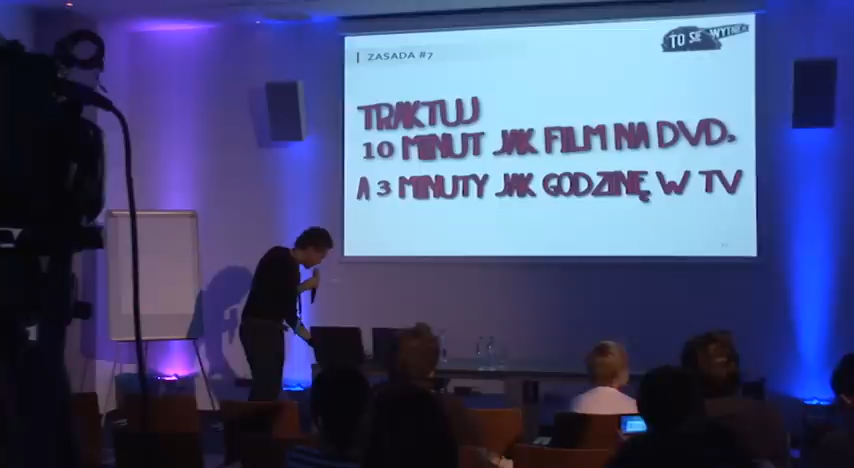 ZASADA #7
TO SIĘ WYTNIE
TRAKTUJ
10 MINUT JAK FILM NA DVD,
A 3 MINUTY JAK GODZINĘ W TV